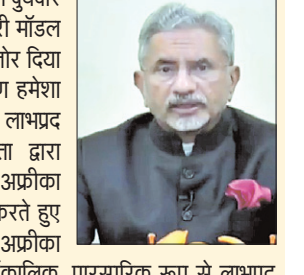 बुधवार
री मॉडल
गोर दिया
ण हमेशा
लाभप्रद
ता द्वारा
अफ्रीका
करते हुए
अफ्रीका
पारस्परिक रूप से लाभप्रद